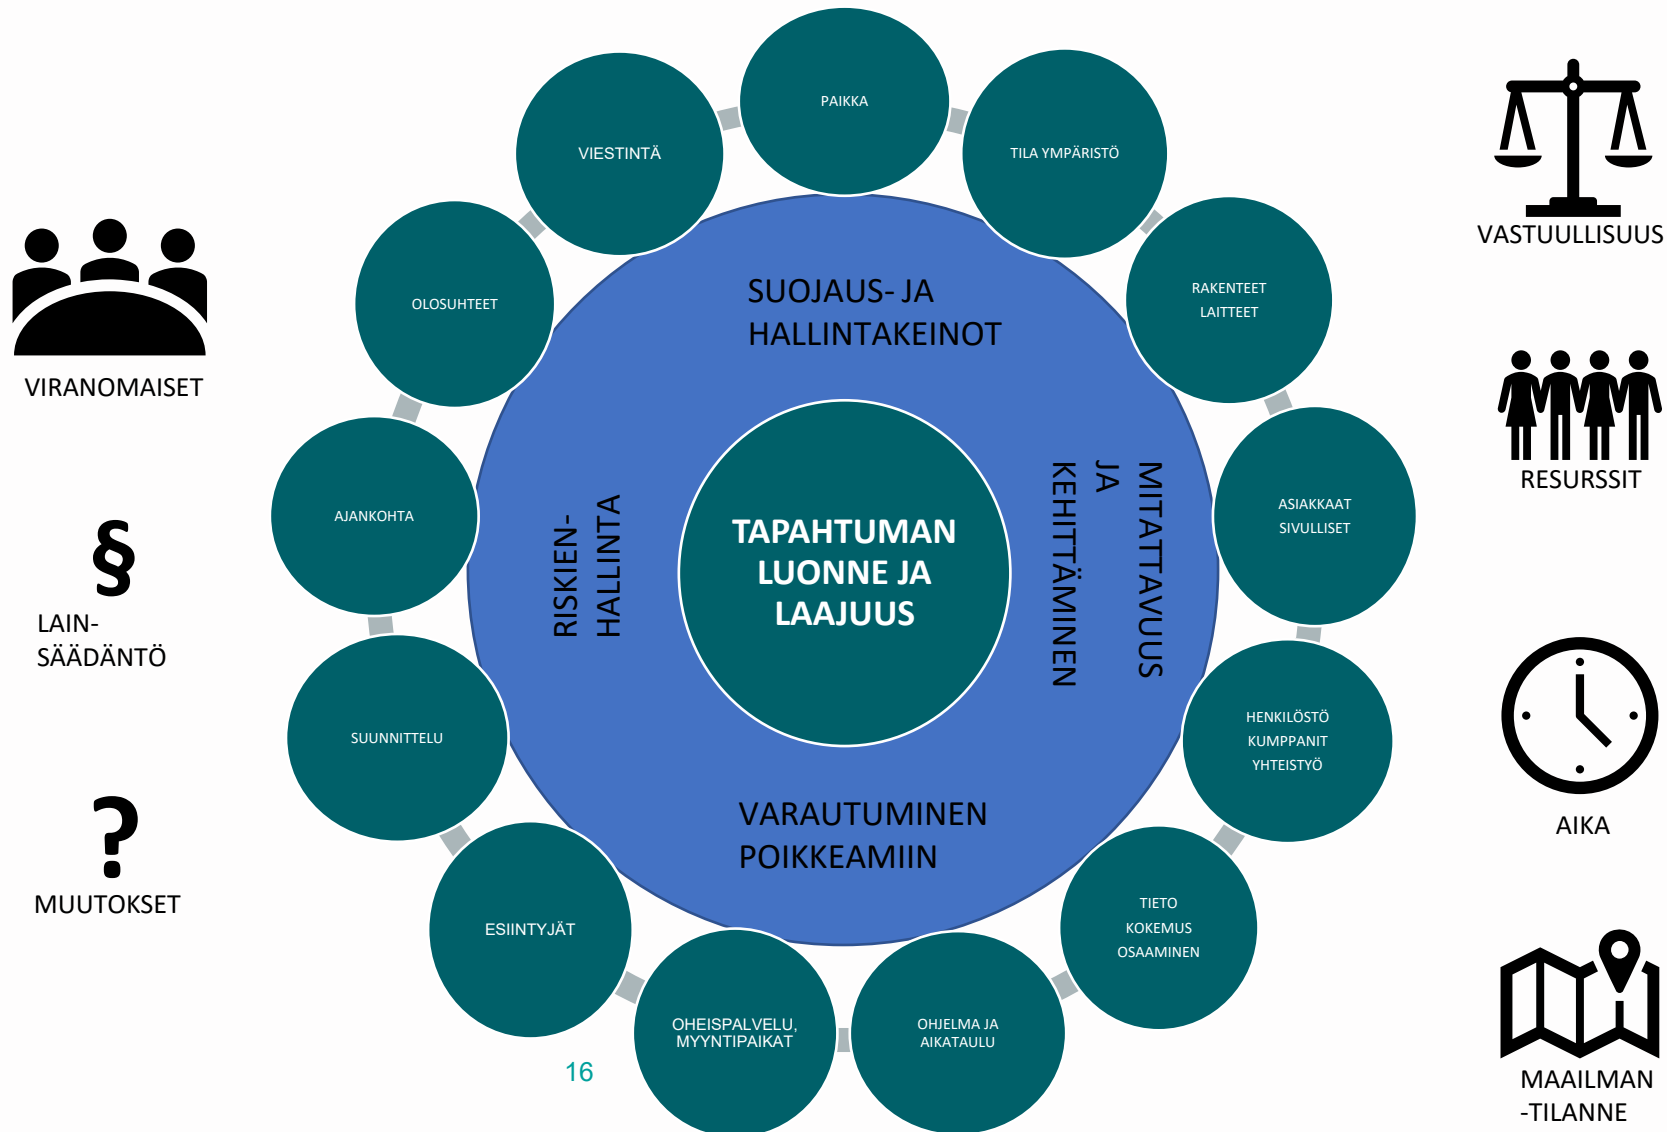 PAIKKA
TILA YMPÄRISTÖ
RAKENTEET
LAITTEET
ASIAKKAAT
SIVULLISET
HENKILÖSTÖ
KUMPPANIT
YHTEISTYÖ
TIETO
KOKEMUS
OSAAMINEN
OHJELMA JA
AIKATAULU
OHEISPALVELU,
MYYNTIPAIKAT
ESIINTYJÄT
SUUNNITTELU
AJANKOHTA
OLOSUHTEET
VIESTINTÄ
SUOJAUS- JA
HALLINTAKEINOT
MITATTAVUUS
JA
KEHITTÄMINEN
VARAUTUMINEN
POIKKEAMIIN
RISKIEN-
HALLINTA
TAPAHTUMAN
LUONNE JA
LAAJUUS
VIRANOMAISET
§
LAIN-
SÄÄDÄNTÖ
?
MUUTOKSET
VASTUULLISUUS
RESURSSIT
AIKA
MAAILMAN
-TILANNE
16